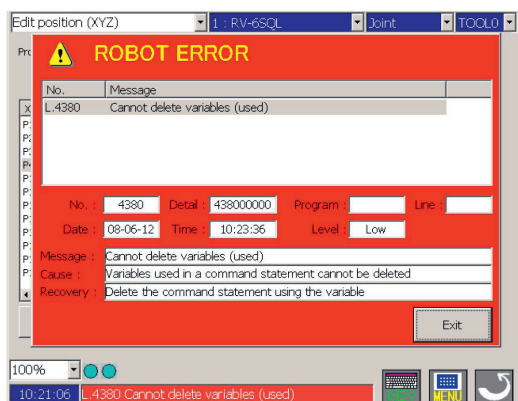 Edit position (XYZ) 1 : RV-6SQL Joint TOOL0
Pro
ROBOT ERROR
No. Message
L.4380 Cannot delete variables (used)
No. : 4380 Detail : 438000000 Program : Line :
Date : 08-06-12 Time : 10:23:36 Level : Low
Message : Cannot delete variables (used)
Cause : Variables used in a command statement cannot be deleted
Recovery : Delete the command statement using the variable
Exit
100%
10:21:06 L.4380 Cannot delete variables (used)
KEY MENU